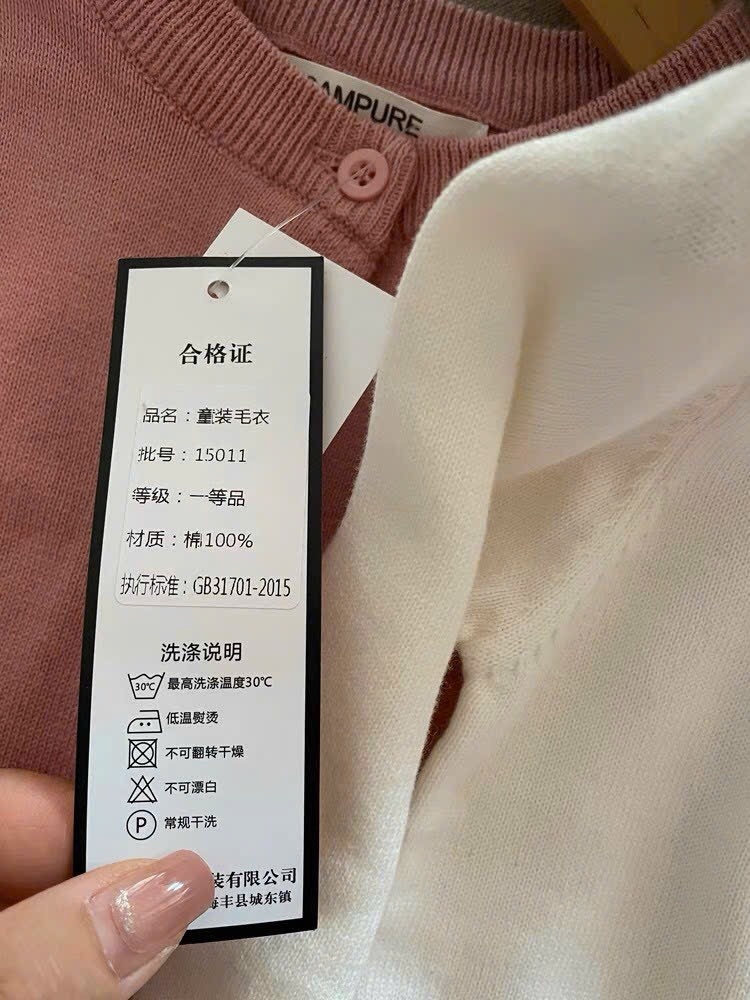 AMPURE
合格证
品名：童装毛衣
批号：15011
等级：一等品
材质：棉100%
执行标准：GB31701-2015
洗涤说明
30℃ 最高洗涤温度30℃
低温熨烫
不可翻转干燥
不可漂白
P 常规干洗
装有限公司
海丰县城东镇